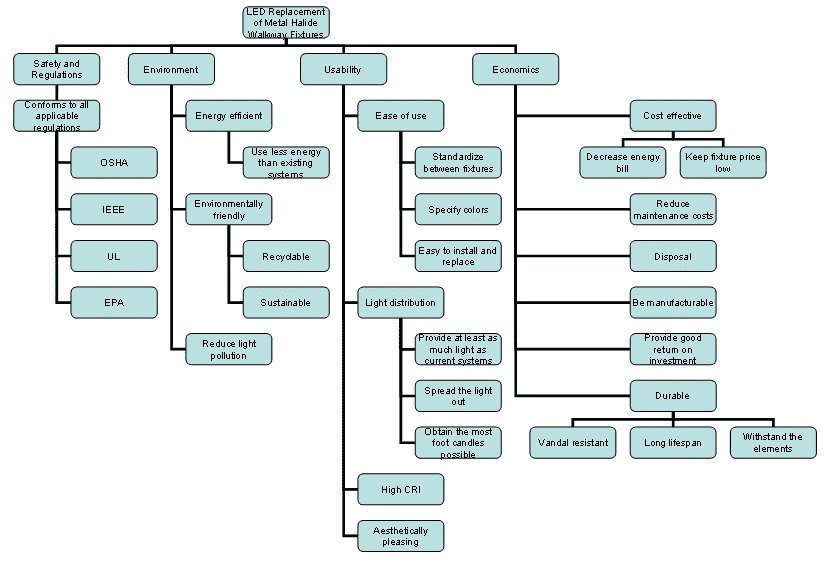 LED Replacement
of Metal Halide
Walkway Fixtures
Safety and
Regulations
Environment
Usability
Economics
Conforms to all
applicable
regulations
OSHA
IEEE
UL
EPA
Energy efficient
Use less energy
than existing
systems
Environmentally
friendly
Recyclable
Sustainable
Reduce light
pollution
Ease of use
Standardize
between fixtures
Specify colors
Easy to install and
replace
Light distribution
Provide at least as
much light as
current systems
Spread the light
out
Obtain the most
foot candles
possible
High CRI
Aesthetically
pleasing
Cost effective
Decrease energy
bill
Keep fixture price
low
Reduce
maintenance costs
Disposal
Be manufacturable
Provide good
return on
investment
Durable
Vandal resistant
Long lifespan
Withstand the
elements